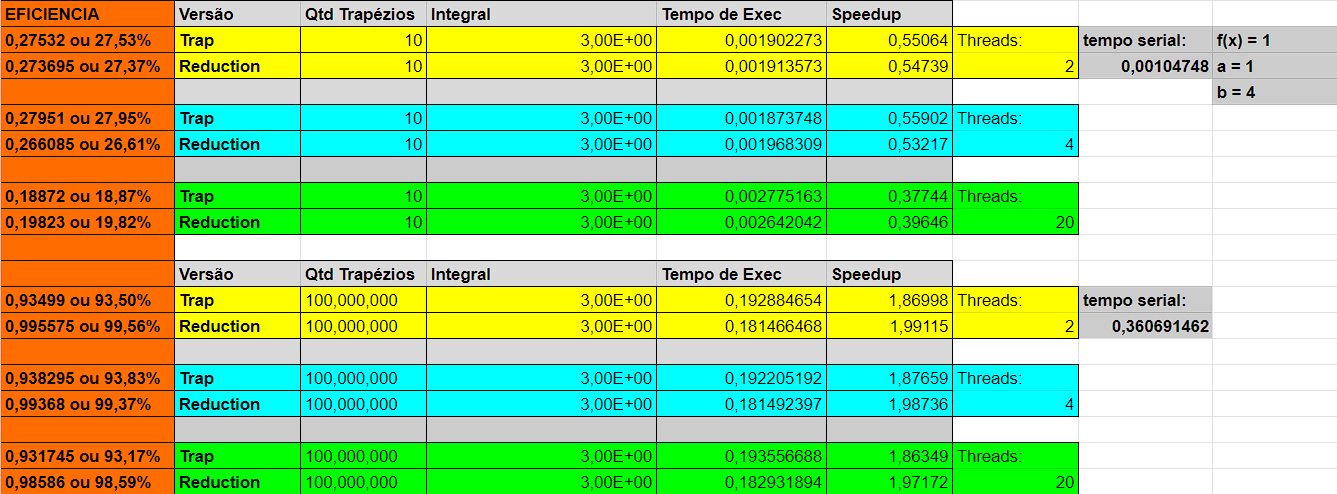 EFICIENCIA Versão Qtd Trapézios Integral Tempo de Exec Speedup
0,27532 ou 27,53% Trap 10 3,00E+00 0,001902273 0,55064 Threads: tempo serial: f(x) = 1
0,273695 ou 27,37% Reduction 10 3,00E+00 0,001913573 0,54739 2 0,00104748 a = 1
b = 4
0,27951 ou 27,95% Trap 10 3,00E+00 0,001873748 0,55902 Threads:
0,266085 ou 26,61% Reduction 10 3,00E+00 0,001968309 0,53217 4
0,18872 ou 18,87% Trap 10 3,00E+00 0,002775163 0,37744 Threads:
0,19823 ou 19,82% Reduction 10 3,00E+00 0,002642042 0,39646 20
Versão Qtd Trapézios Integral Tempo de Exec Speedup
0,93499 ou 93,50% Trap 100,000,000 3,00E+00 0,192884654 1,86998 Threads: tempo serial:
0,995575 ou 99,56% Reduction 100,000,000 3,00E+00 0,181466468 1,99115 2 0,360691462
0,938295 ou 93,83% Trap 100,000,000 3,00E+00 0,192205192 1,87659 Threads:
0,99368 ou 99,37% Reduction 100,000,000 3,00E+00 0,181492397 1,98736 4
0,931745 ou 93,17% Trap 100,000,000 3,00E+00 0,193556688 1,86349 Threads:
0,98586 ou 98,59% Reduction 100,000,000 3,00E+00 0,182931894 1,97172 20